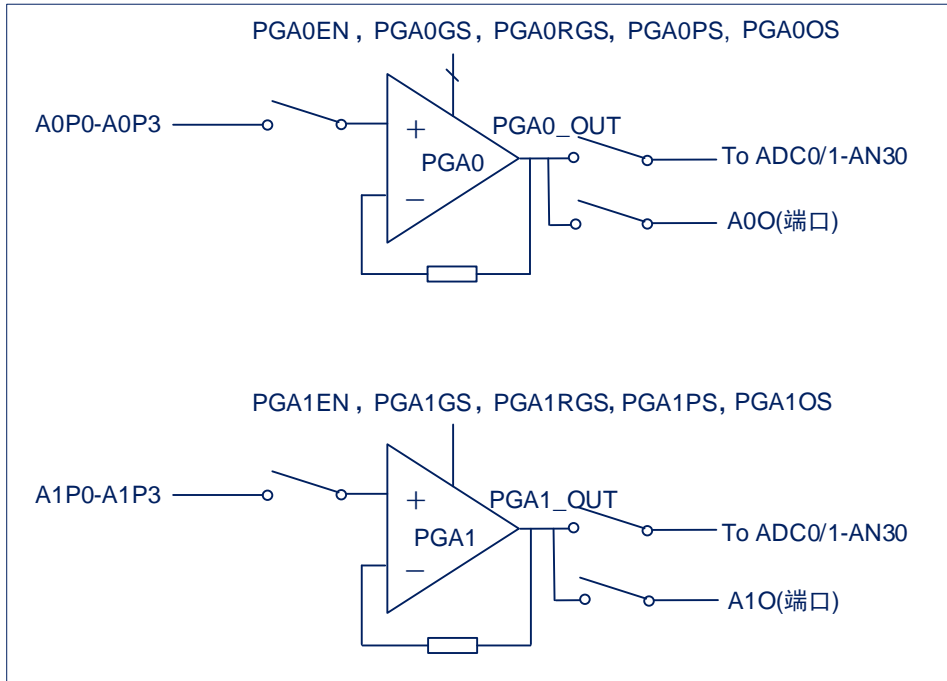 PGA0EN，PGA0GS，PGA0RGS，PGA0PS, PGA0OS
A0P0-A0P3
+
PGA0_OUT
PGA0
To ADC0/1-AN30
−
A0O(端口)
PGA1EN，PGA1GS，PGA1RGS, PGA1PS，PGA1OS
A1P0-A1P3
+
PGA1_OUT
PGA1
To ADC0/1-AN30
−
A1O(端口)